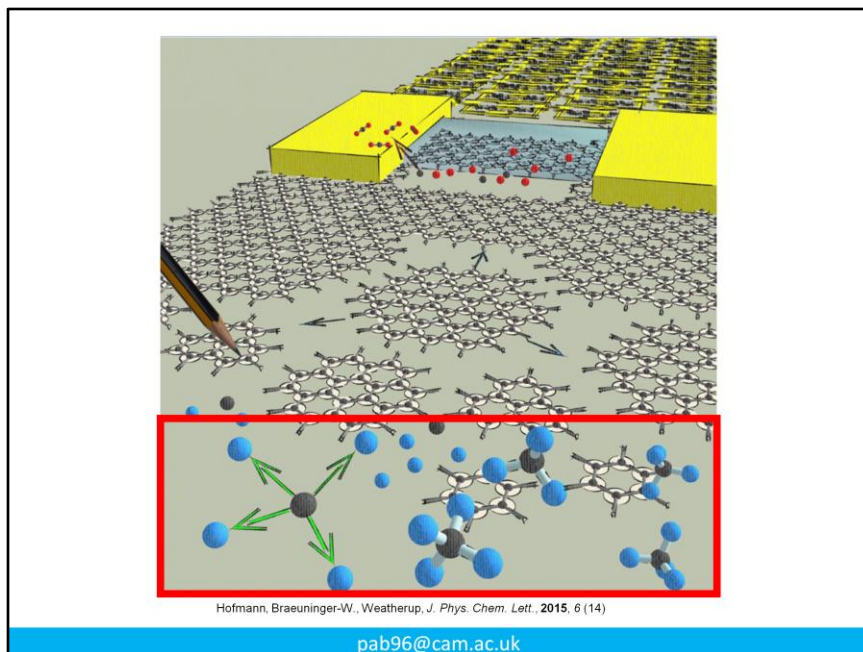 Hofmann, Braeuninger-W., Weatherup, J. Phys. Chem. Lett., 2015, 6 (14)
pab96@cam.ac.uk